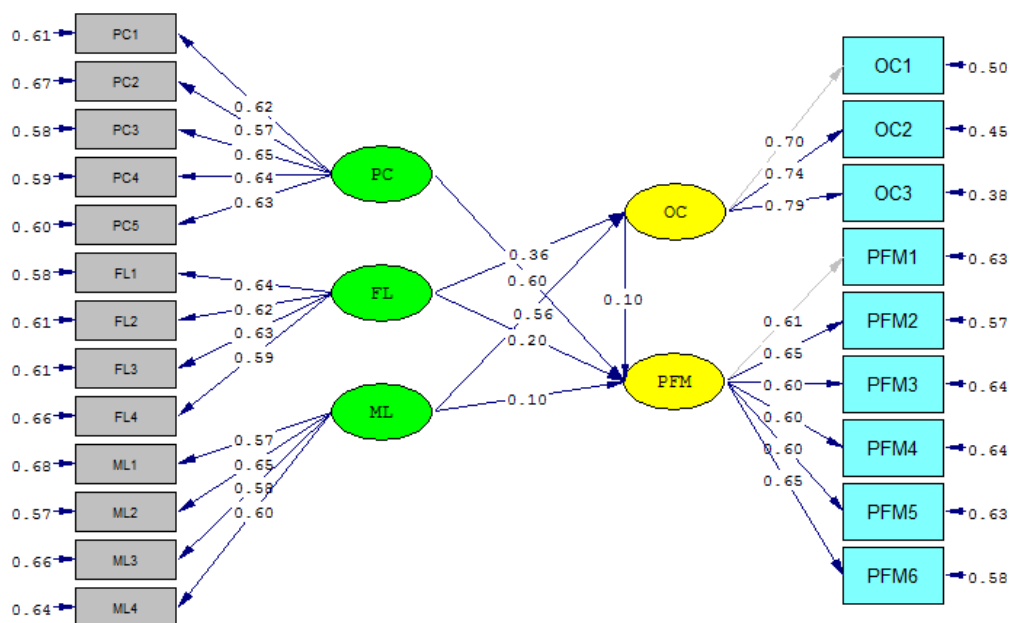 0.61 PC1
0.67 PC2
0.58 PC3
0.59 PC4
0.60 PC5
0.58 FL1
0.61 FL2
0.61 FL3
0.66 FL4
0.68 ML1
0.57 ML2
0.66 ML3
0.64 ML4
0.62
0.57
0.65
0.64
0.63
0.64
0.62
0.63
0.59
0.57
0.65
0.58
0.60
PC
FL
ML
0.36
0.60
0.56
0.20
0.10
0.10
OC
PFM
0.70
0.74
0.79
0.61
0.65
0.60
0.60
0.60
0.65
OC1 0.50
OC2 0.45
OC3 0.38
PFM1 0.63
PFM2 0.57
PFM3 0.64
PFM4 0.64
PFM5 0.63
PFM6 0.58